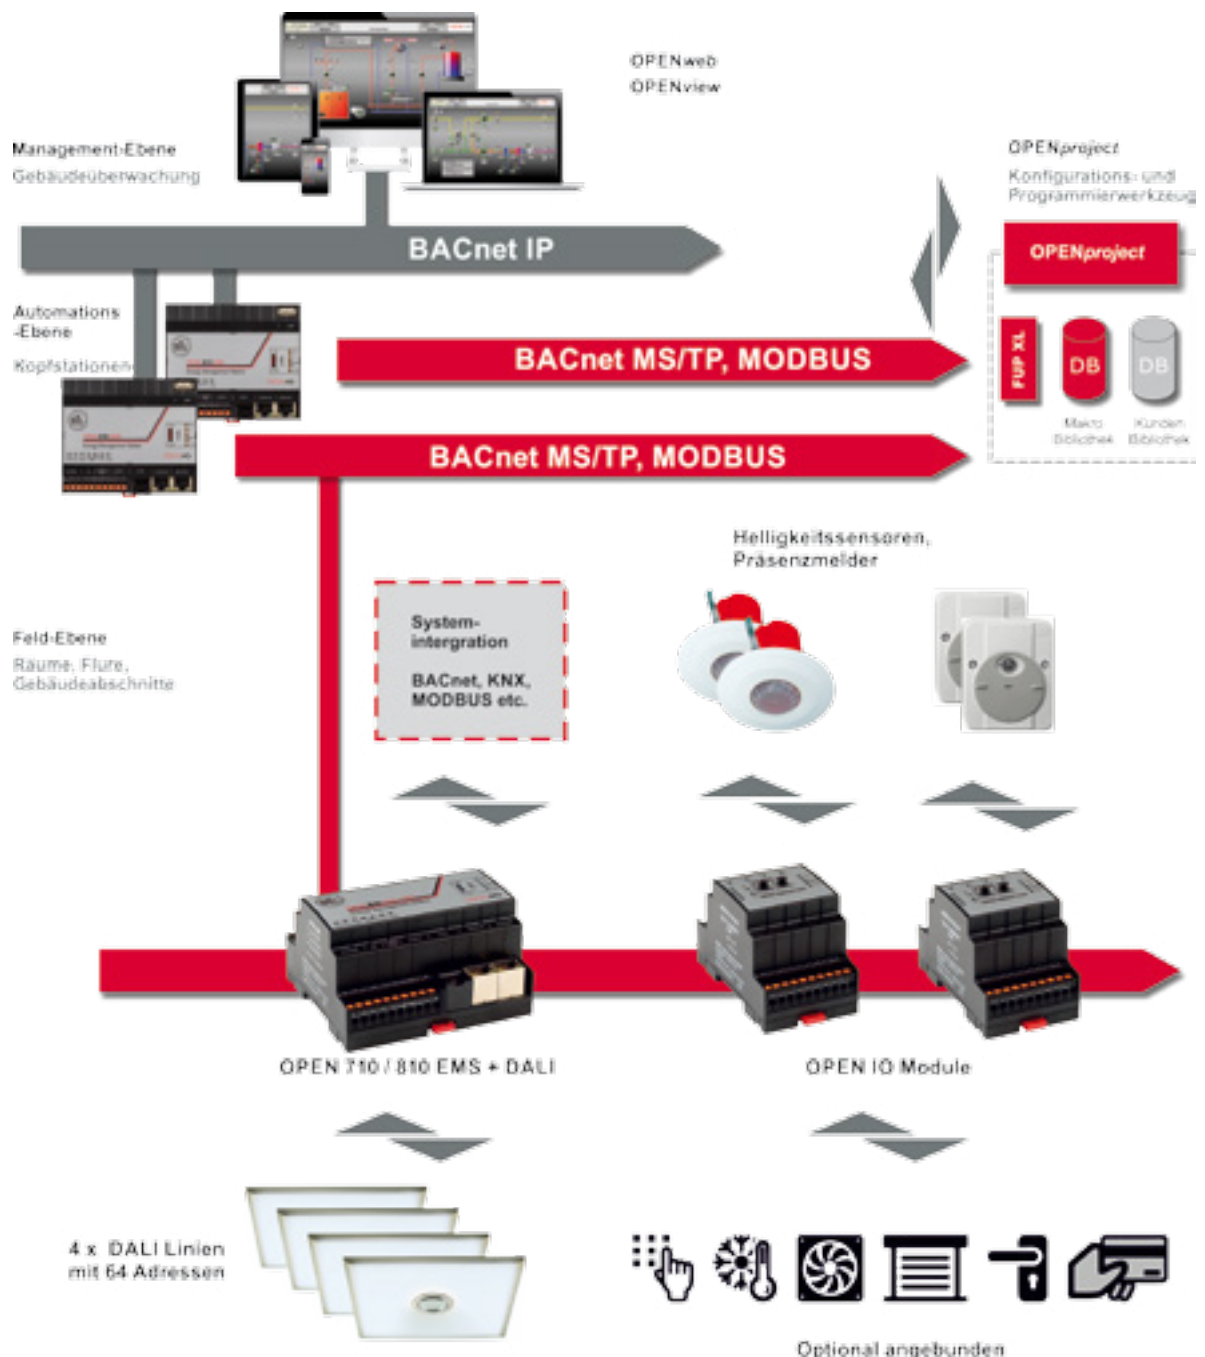 OPENweb
OPENview
Management-Ebene
Gebäudeüberwachung
OPENproject
Konfigurations- und
Programmierwerkzeug
BACnet IP
OPENproject
Automations
-Ebene
Kopfstationen
BACnet MS/TP, MODBUS
FUP XL
DB
DB
Makro
Bibliothek
Kunden
Bibliothek
BACnet MS/TP, MODBUS
Helligkeitssensoren,
Präsenzmelder
System-
intergration
BACnet, KNX,
MODBUS etc.
Feld-Ebene
Räume, Flure,
Gebäudeabschnitte
OPEN 710 / 810 EMS + DALI
OPEN IO Module
4 x DALI Linien
mit 64 Adressen
Optional angebunden